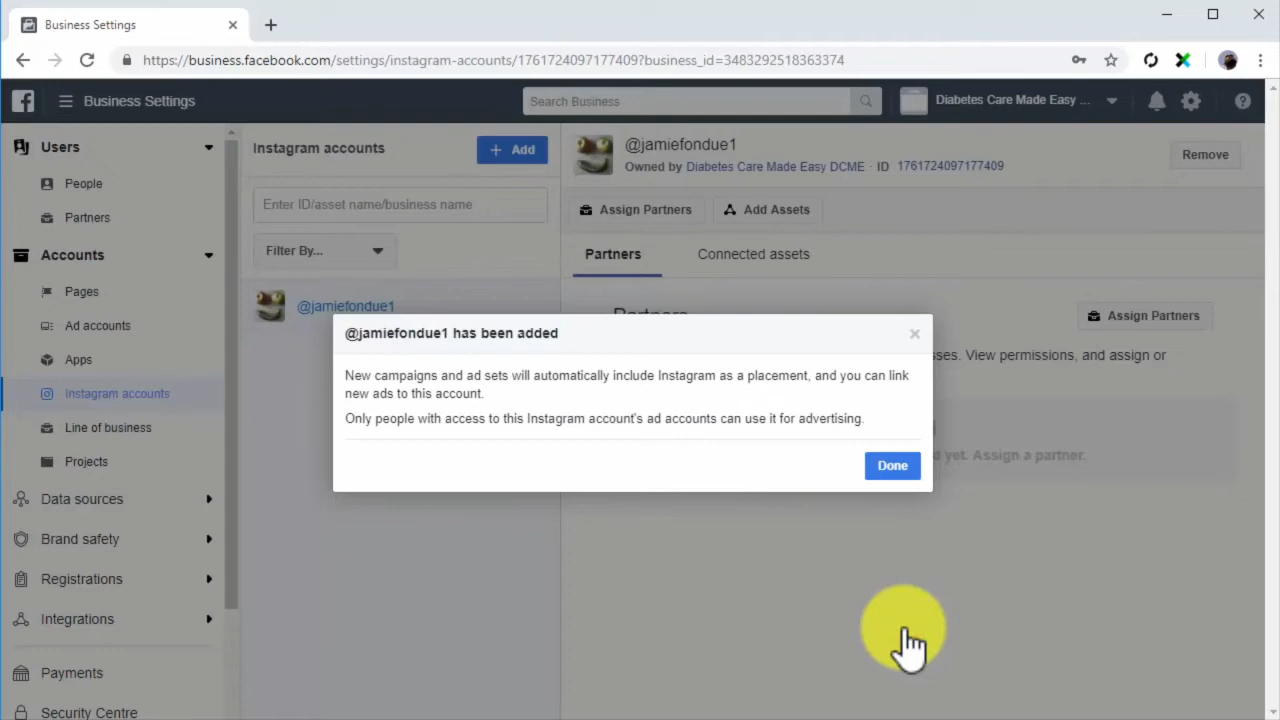 Business Settings
https://business.facebook.com/settings/instagram-accounts/1761724097177409?business_id=3483292518363374
Business Settings
Search Business
Diabetes Care Made Easy ...
Users
People
Partners
Accounts
Pages
Ad accounts
Apps
Instagram accounts
Line of business
Projects
Data sources
Brand safety
Registrations
Integrations
Payments
Security Centre
Instagram accounts
+ Add
Enter ID/asset name/business name
Filter By...
@jamiefondue1
@jamiefondue1
Owned by Diabetes Care Made Easy DCME · ID 1761724097177409
Remove
Assign Partners
Add Assets
Partners
Connected assets
Partners
Assign Partners
sses. View permissions, and assign or
d yet. Assign a partner.
@jamiefondue1 has been added
New campaigns and ad sets will automatically include Instagram as a placement, and you can link
new ads to this account.
Only people with access to this Instagram account's ad accounts can use it for advertising.
Done